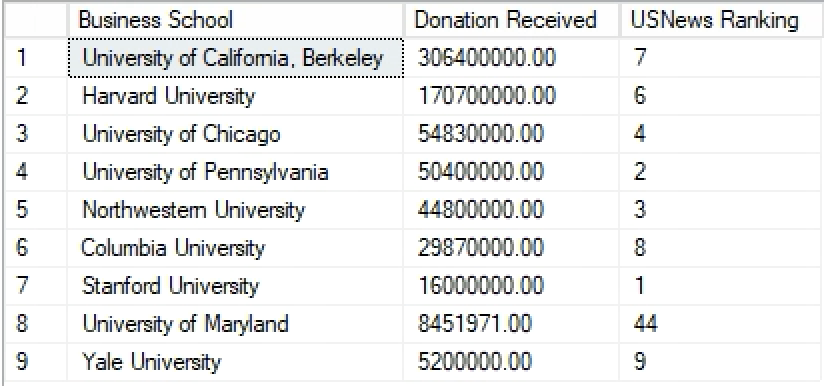 Business School Donation Received USNews Ranking
1 University of California, Berkeley 306400000.00 7
2 Harvard University 170700000.00 6
3 University of Chicago 54830000.00 4
4 University of Pennsylvania 50400000.00 2
5 Northwestern University 44800000.00 3
6 Columbia University 29870000.00 8
7 Stanford University 16000000.00 1
8 University of Maryland 8451971.00 44
9 Yale University 5200000.00 9